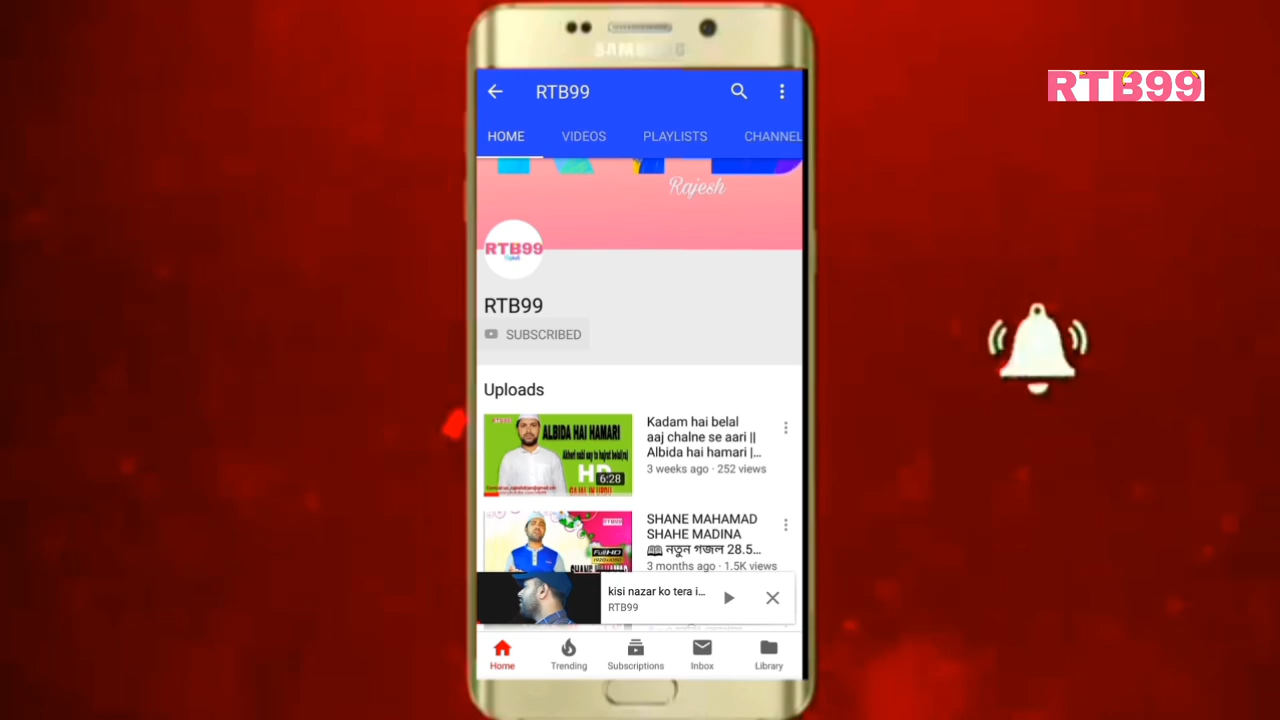 SAMSUNG
RTB99
RTB99
HOME VIDEOS PLAYLISTS CHANNEL
Rajesh
RTB99
RTB99
SUBSCRIBED
Uploads
RTB99
ALBIDA HAI HAMARI
HD
6:28
Kadam hai belal
aaj chalne se aari ||
Albida hai hamari |...
3 weeks ago · 252 views
RTB99
FULL HD
1920x1080
SHANE MAHAMAD
SHAHE MADINA
📖 নতুন গজল 28.5...
3 months ago · 1.5K views
kisi nazar ko tera i...
RTB99
Home Trending Subscriptions Inbox Library